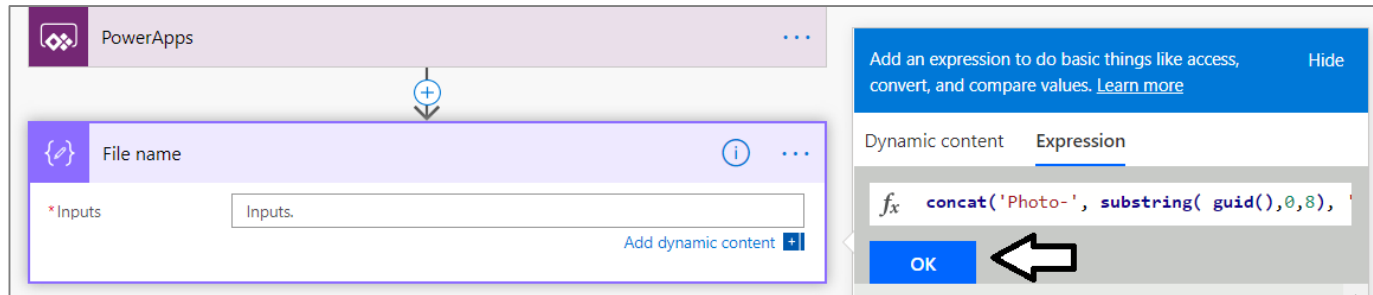 PowerApps
...
Add an expression to do basic things like access,
convert, and compare values. Learn more
Hide
Dynamic content
Expression
File name
...
*Inputs
Inputs.
Add dynamic content
fx concat('Photo-', substring( guid(),0,8), '
OK